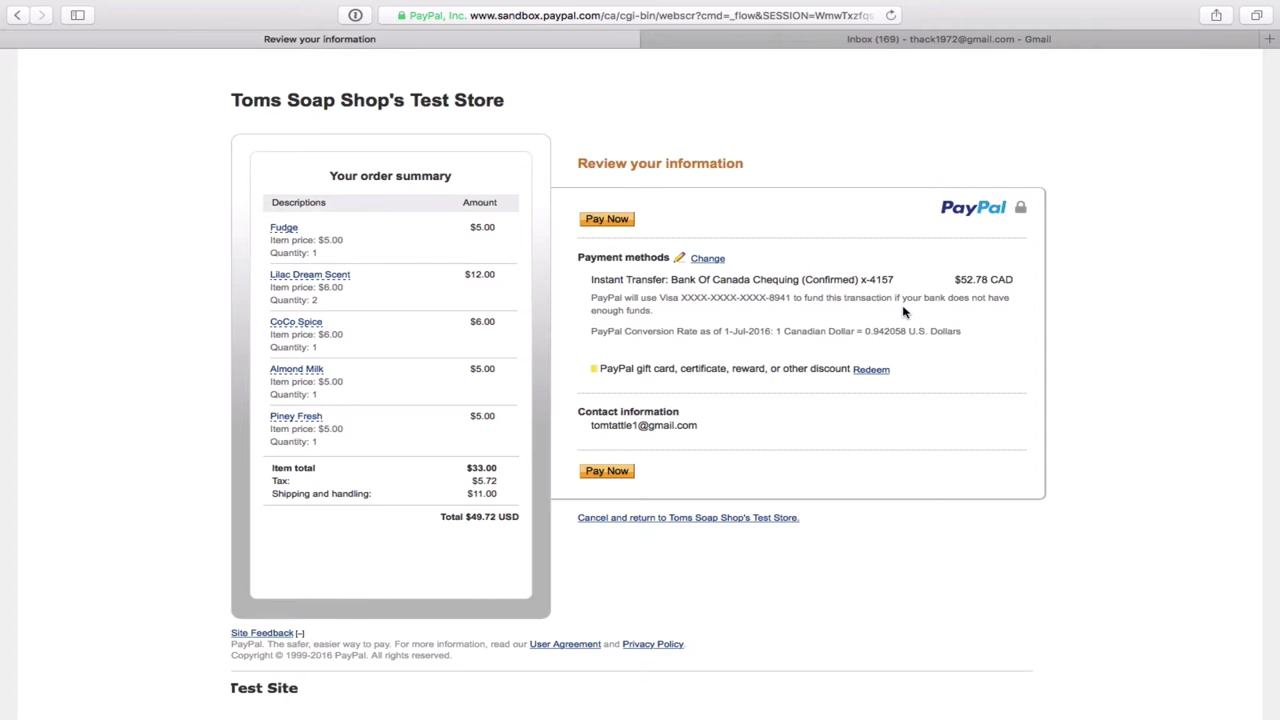 PayPal, Inc. www.sandbox.paypal.com/ca/cgi-bin/webscr?cmd=_flow&SESSION=WmwTxzfqs
Review your information
Inbox (169) - thack1972@gmail.com - Gmail
Toms Soap Shop's Test Store
Your order summary
Descriptions Amount
Fudge $5.00
Item price: $5.00
Quantity: 1
Lilac Dream Scent $12.00
Item price: $6.00
Quantity: 2
CoCo Spice $6.00
Item price: $6.00
Quantity: 1
Almond Milk $5.00
Item price: $5.00
Quantity: 1
Piney Fresh $5.00
Item price: $5.00
Quantity: 1
Item total $33.00
Tax: $5.72
Shipping and handling: $11.00
Total $49.72 USD
Review your information
PayPal
Pay Now
Payment methods Change
Instant Transfer: Bank Of Canada Chequing (Confirmed) x-4157 $52.78 CAD
PayPal will use Visa XXXX-XXXX-XXXX-8941 to fund this transaction if your bank does not have
enough funds.
PayPal Conversion Rate as of 1-Jul-2016: 1 Canadian Dollar = 0.942058 U.S. Dollars
PayPal gift card, certificate, reward, or other discount Redeem
Contact information
tomtattle1@gmail.com
Pay Now
Cancel and return to Toms Soap Shop's Test Store.
Site Feedback [–]
PayPal. The safer, easier way to pay. For more information, read our User Agreement and Privacy Policy.
Copyright © 1999-2016 PayPal. All rights reserved.
Test Site